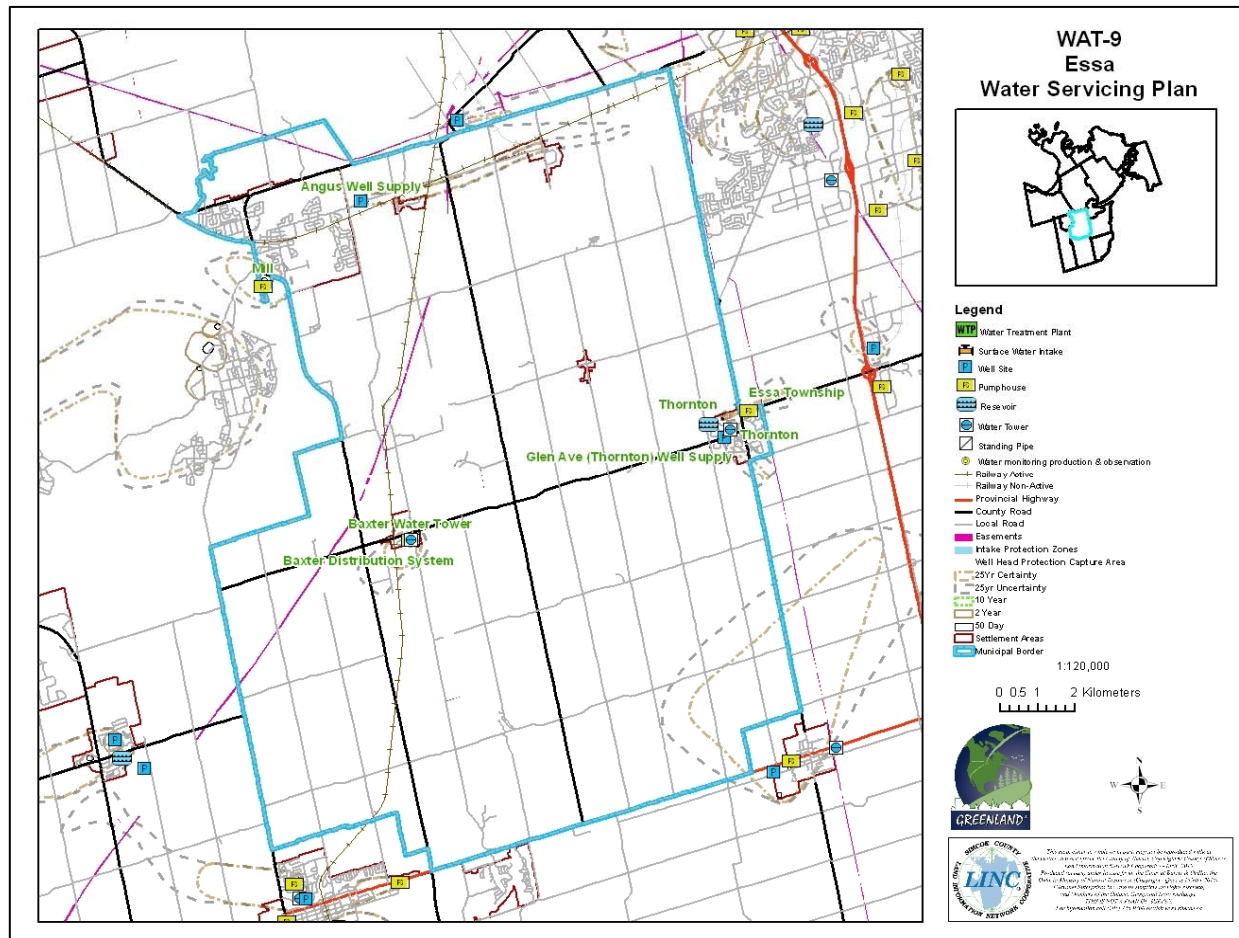 WAT-9
Essa
Water Servicing Plan
Angus Well Supply
Mill
Essa Township
Thornton
Thornton
Glen Ave (Thornton) Well Supply
Baxter Water Tower
Baxter Distribution System
Legend
WTP Water Treatment Plant
Surface Water Intake
P Well Site
Pumphouse
Resevoir
Water Tower
Standing Pipe
Water monitoring production & observation
Railway Active
Railway Non-Active
Provincial Highway
County Road
Local Road
Easements
Intake Protection Zones
Well Head Protection Capture Area
25Yr Certainty
25yr Uncertainty
10 Year
2 Year
50 Day
Settlement Areas
Municipal Border
1:120,000
0 0.5 1 2 Kilometers
N
W E
S
GREENLAND
SIMCOE COUNTY
LAND INFORMATION NETWORK COOPERATIVE
LINC